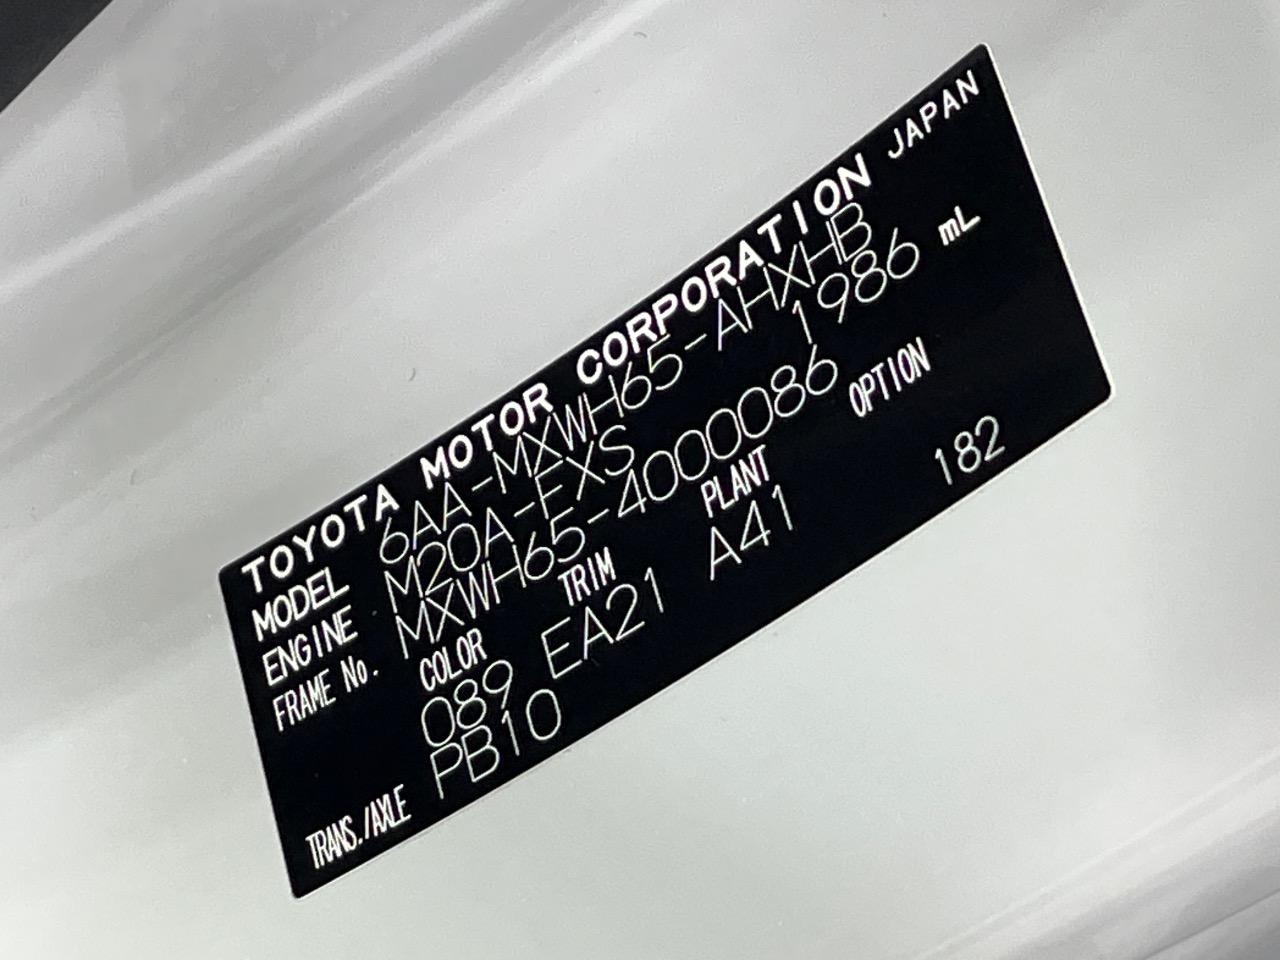 TOYOTA MOTOR CORPORATION JAPAN
MODEL 6AA-MXWH65-AHXHB
ENGINE M20A-FXS 1986 mL
FRAME No. MXWH65-4000086
COLOR TRIM PLANT OPTION
089 EA21 A41 182
TRANS./AXLE PB10